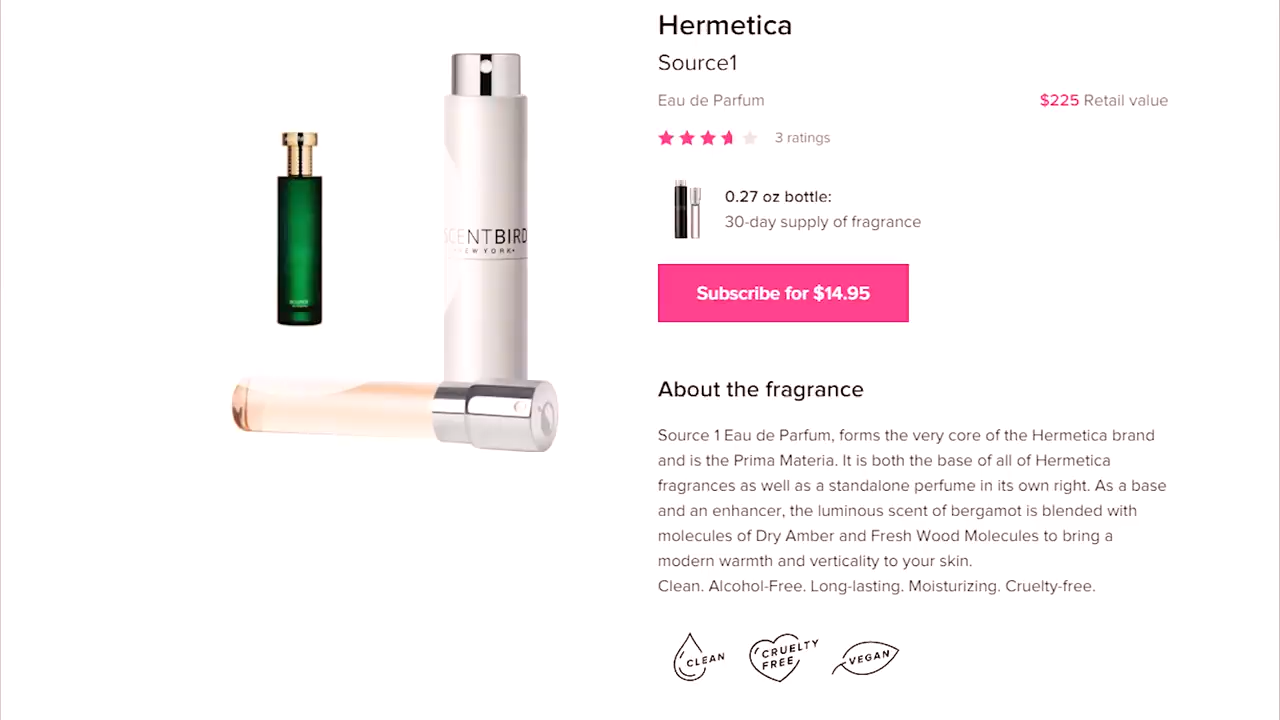 Hermetica
Source1
Eau de Parfum
$225 Retail value
3 ratings
0.27 oz bottle:
30-day supply of fragrance
Subscribe for $14.95
About the fragrance
Source 1 Eau de Parfum, forms the very core of the Hermetica brand
and is the Prima Materia. It is both the base of all of Hermetica
fragrances as well as a standalone perfume in its own right. As a base
and an enhancer, the luminous scent of bergamot is blended with
molecules of Dry Amber and Fresh Wood Molecules to bring a
modern warmth and verticality to your skin.
Clean. Alcohol-Free. Long-lasting. Moisturizing. Cruelty-free.
CLEAN
CRUELTY
FREE
VEGAN
SCENTBIRD
•NEW YORK•